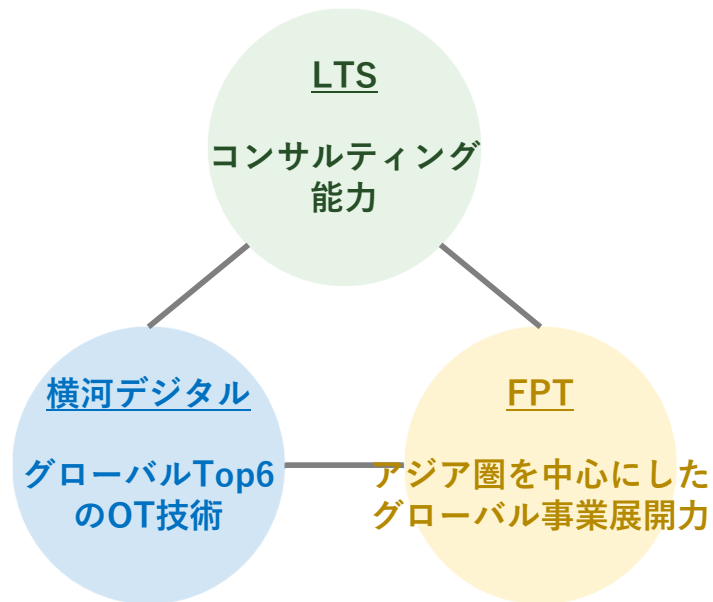 LTS
コンサルティング
能力
横河デジタル
グローバルTop6
のOT技術
FPT
アジア圏を中心にした
グローバル事業展開力